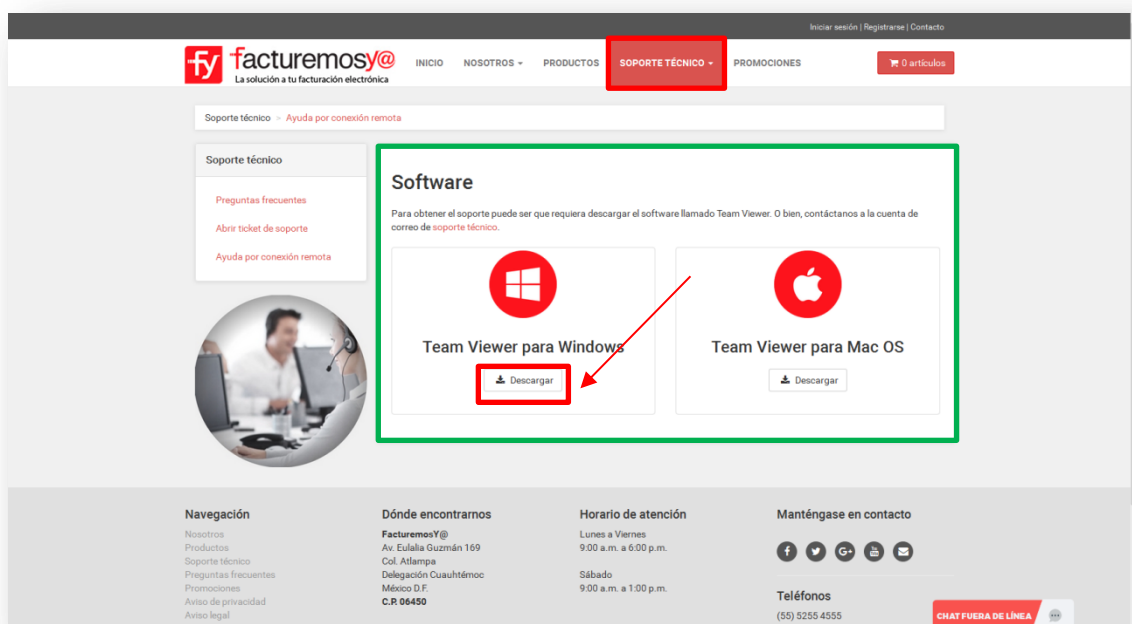 Iniciar sesión | Registrarse | Contacto
fy facturemosy@
La solución a tu facturación electrónica
INICIO NOSOTROS PRODUCTOS SOPORTE TÉCNICO PROMOCIONES 0 artículos
Soporte técnico > Ayuda por conexión remota
Soporte técnico
Preguntas frecuentes
Abrir ticket de soporte
Ayuda por conexión remota
Software
Para obtener el soporte puede ser que requiera descargar el software llamado Team Viewer. O bien, contáctanos a la cuenta de
correo de soporte técnico.
Team Viewer para Windows
Descargar
Team Viewer para Mac OS
Descargar
Navegación
Nosotros
Productos
Soporte técnico
Preguntas frecuentes
Promociones
Aviso de privacidad
Aviso legal
Dónde encontrarnos
FacturemosY@
Av. Eulalia Guzmán 169
Col. Atlampa
Delegación Cuauhtémoc
México D.F.
C.P. 06450
Horario de atención
Lunes a Viernes
9:00 a.m. a 6:00 p.m.
Sábado
9:00 a.m. a 1:00 p.m.
Manténgase en contacto
Teléfonos
(55) 5255 4555
CHAT FUERA DE LÍNEA